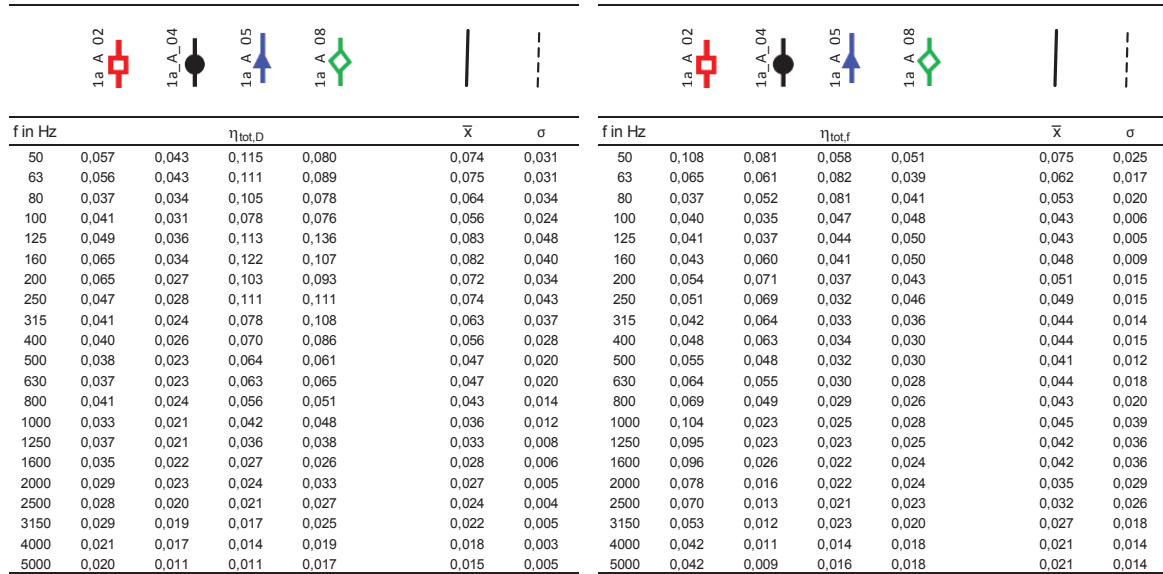 1a_A_02 1a_A_04 1a_A_05 1a_A_08 1a_A_02 1a_A_04 1a_A_05 1a_A_08
f in Hz ηtot,D x̅ σ f in Hz ηtot,f x̅ σ
50 0,057 0,043 0,115 0,080 0,074 0,031 50 0,108 0,081 0,058 0,051 0,075 0,025
63 0,056 0,043 0,111 0,089 0,075 0,031 63 0,065 0,061 0,082 0,039 0,062 0,017
80 0,037 0,034 0,105 0,078 0,064 0,034 80 0,037 0,052 0,081 0,041 0,053 0,020
100 0,041 0,031 0,078 0,076 0,056 0,024 100 0,040 0,035 0,047 0,048 0,043 0,006
125 0,049 0,036 0,113 0,136 0,083 0,048 125 0,041 0,037 0,044 0,050 0,043 0,005
160 0,065 0,034 0,122 0,107 0,082 0,040 160 0,043 0,060 0,041 0,050 0,048 0,009
200 0,065 0,027 0,103 0,093 0,072 0,034 200 0,054 0,071 0,037 0,043 0,051 0,015
250 0,047 0,028 0,111 0,111 0,074 0,043 250 0,051 0,069 0,032 0,046 0,049 0,015
315 0,041 0,024 0,078 0,108 0,063 0,037 315 0,042 0,064 0,033 0,036 0,044 0,014
400 0,040 0,026 0,070 0,086 0,056 0,028 400 0,048 0,063 0,034 0,030 0,044 0,015
500 0,038 0,023 0,064 0,061 0,047 0,020 500 0,055 0,048 0,032 0,030 0,041 0,012
630 0,037 0,023 0,063 0,065 0,047 0,020 630 0,064 0,055 0,030 0,028 0,044 0,018
800 0,041 0,024 0,056 0,051 0,043 0,014 800 0,069 0,049 0,029 0,026 0,043 0,020
1000 0,033 0,021 0,042 0,048 0,036 0,012 1000 0,104 0,023 0,025 0,028 0,045 0,039
1250 0,037 0,021 0,036 0,038 0,033 0,008 1250 0,095 0,023 0,023 0,025 0,042 0,036
1600 0,035 0,022 0,027 0,026 0,028 0,006 1600 0,096 0,026 0,022 0,024 0,042 0,036
2000 0,029 0,023 0,024 0,033 0,027 0,005 2000 0,078 0,016 0,022 0,024 0,035 0,029
2500 0,028 0,020 0,021 0,027 0,024 0,004 2500 0,070 0,013 0,021 0,023 0,032 0,026
3150 0,029 0,019 0,017 0,025 0,022 0,005 3150 0,053 0,012 0,023 0,020 0,027 0,018
4000 0,021 0,017 0,014 0,019 0,018 0,003 4000 0,042 0,011 0,014 0,018 0,021 0,014
5000 0,020 0,011 0,011 0,017 0,015 0,005 5000 0,042 0,009 0,016 0,018 0,021 0,014